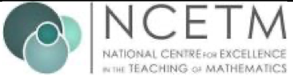 NCETM
NATIONAL CENTRE FOR EXCELLENCE
IN THE TEACHING OF MATHEMATICS